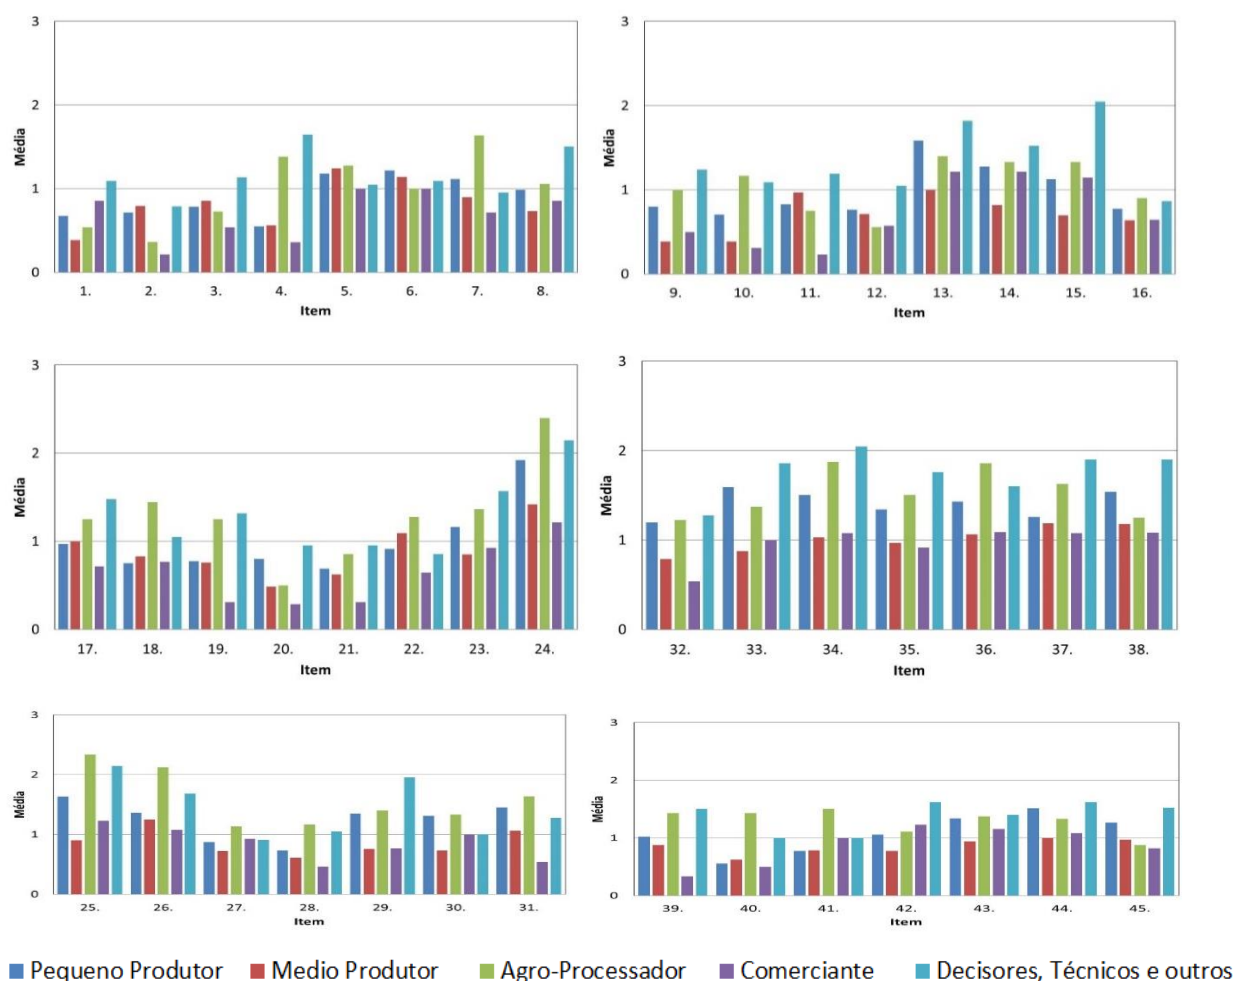 3
2
1
0
Média
1. 2. 3. 4. 5. 6. 7. 8.
Item
3
2
1
0
Média
9. 10. 11. 12. 13. 14. 15. 16.
Item
3
2
1
0
Média
17. 18. 19. 20. 21. 22. 23. 24.
Item
3
2
1
0
Média
32. 33. 34. 35. 36. 37. 38.
Item
3
2
1
0
Média
25. 26. 27. 28. 29. 30. 31.
Item
3
2
1
0
Média
39. 40. 41. 42. 43. 44. 45.
Item
Pequeno Produtor Medio Produtor Agro-Processador Comerciante Decisores, Técnicos e outros